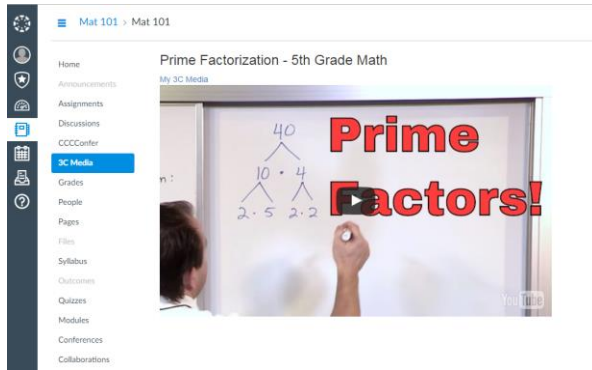 Mat 101 > Mat 101
Home
Announcements
Assignments
Discussions
CCCConfer
3C Media
Grades
People
Pages
Files
Syllabus
Outcomes
Quizzes
Modules
Conferences
Collaborations
Prime Factorization - 5th Grade Math
My 3C Media
40
10 · 4
2 · 5 2 · 2
Prime
Factors!
YouTube